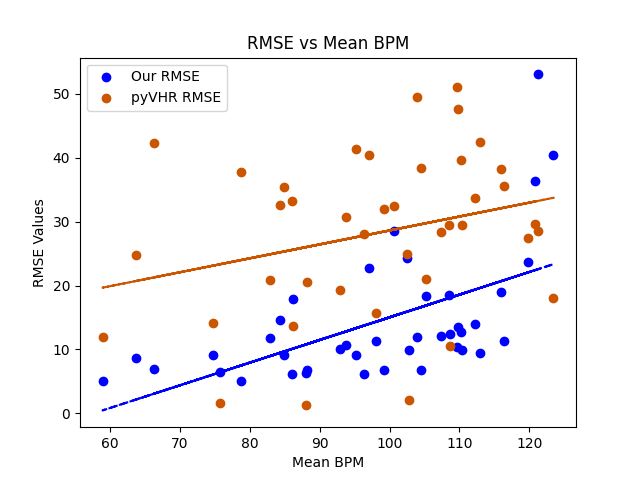 RMSE vs Mean BPM
Our RMSE
pyVHR RMSE
RMSE Values
50
40
30
20
10
0
60 70 80 90 100 110 120
Mean BPM